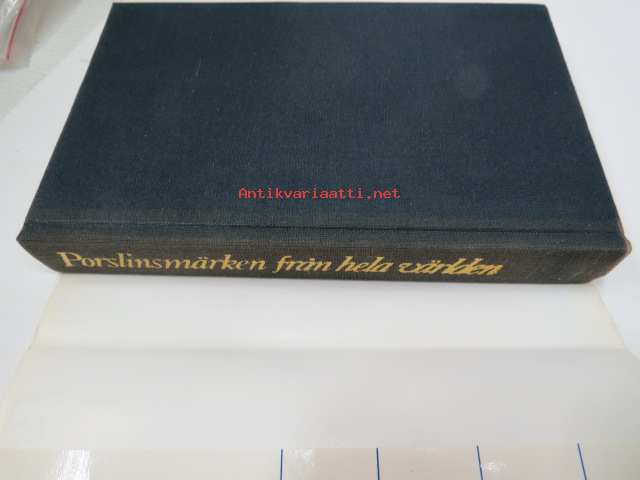 Antikvariaatti.net
Porslinsmärken från hela världen